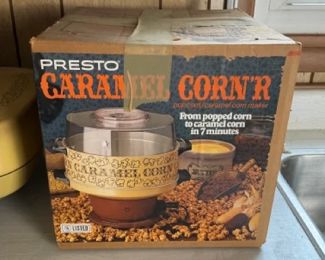 PRESTO
CARAMEL CORN'R
popcorn/caramel corn maker
From popped corn
to caramel corn
in 7 minutes
CARAMEL CORN
LISTED